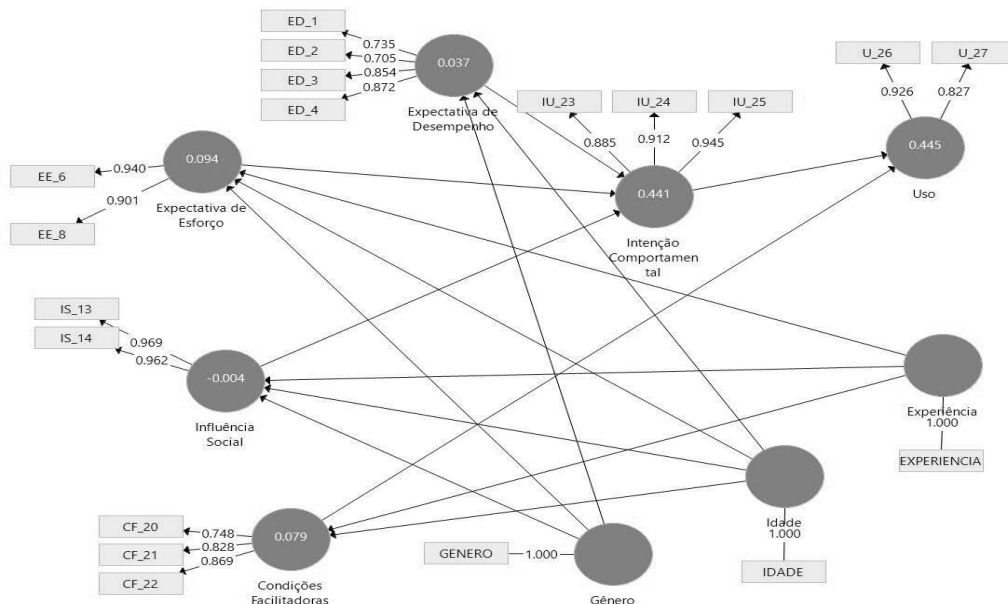 ED_1
0.735
ED_2
0.705
ED_3
0.854
ED_4
0.872
0.037
Expectativa de
Desempenho
IU_23
IU_24
IU_25
0.885
0.912
0.945
0.441
Intenção
Comportamen
tal
U_26
U_27
0.926
0.827
0.445
Uso
EE_6
0.940
EE_8
0.901
0.094
Expectativa de
Esforço
IS_13
0.969
IS_14
0.962
-0.004
Influência
Social
Experiência
1.000
EXPERIENCIA
CF_20
0.748
CF_21
0.828
CF_22
0.869
0.079
Condições
Facilitadoras
GENERO
1.000
Gênero
Idade
1.000
IDADE